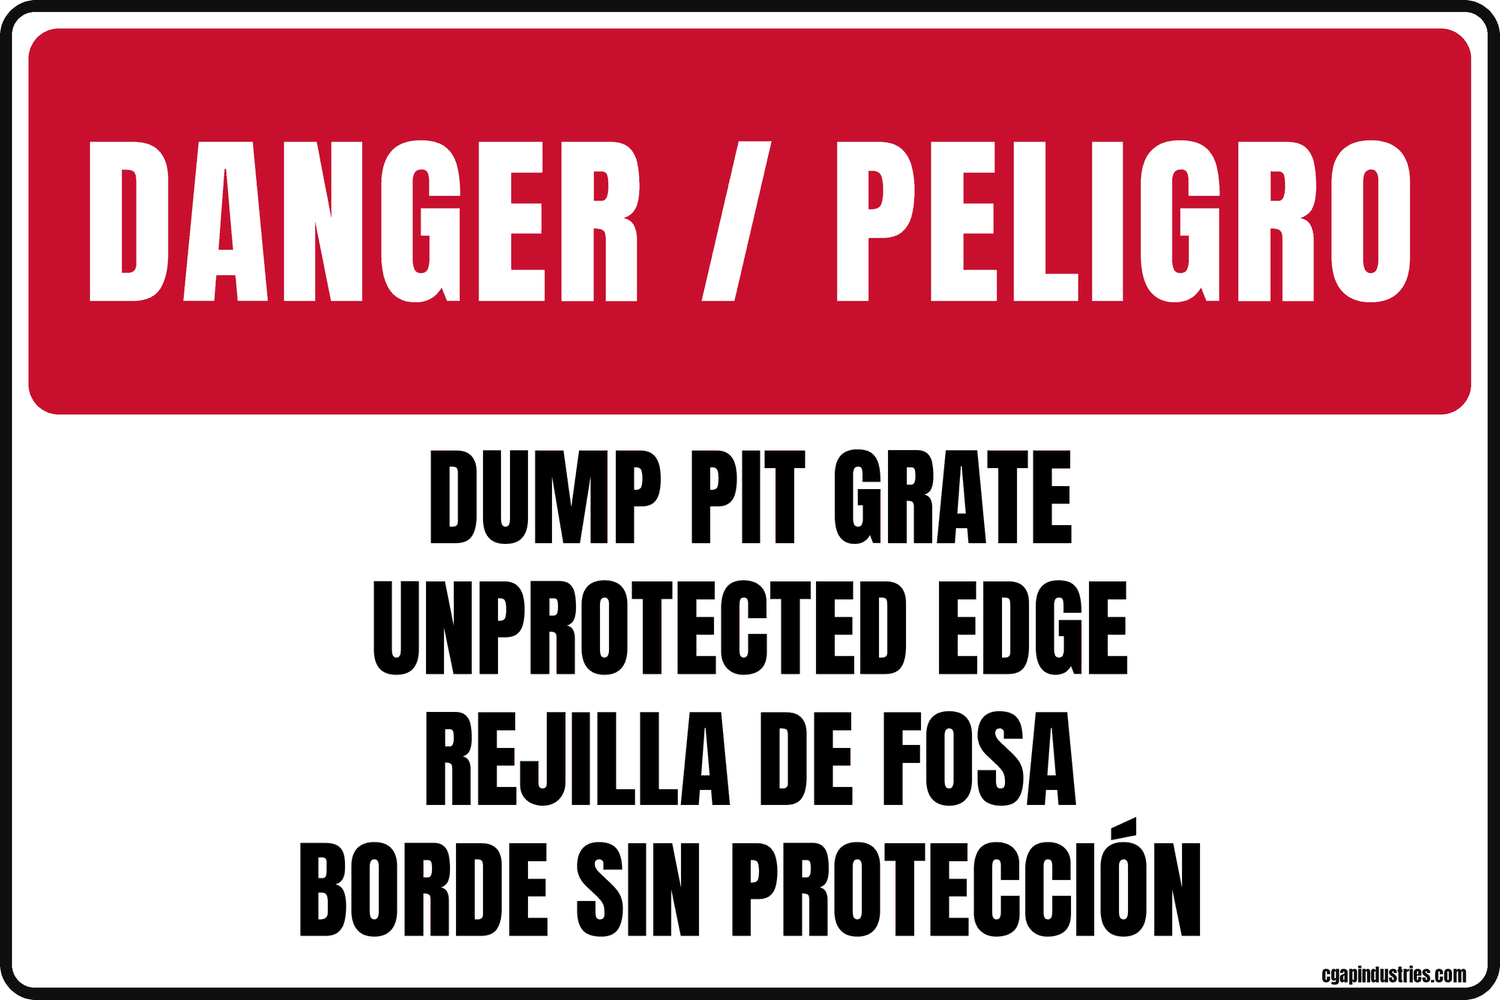 DANGER / PELIGRO
DUMP PIT GRATE
UNPROTECTED EDGE
REJILLA DE FOSA
BORDE SIN PROTECCIÓN
cgapindustries.com